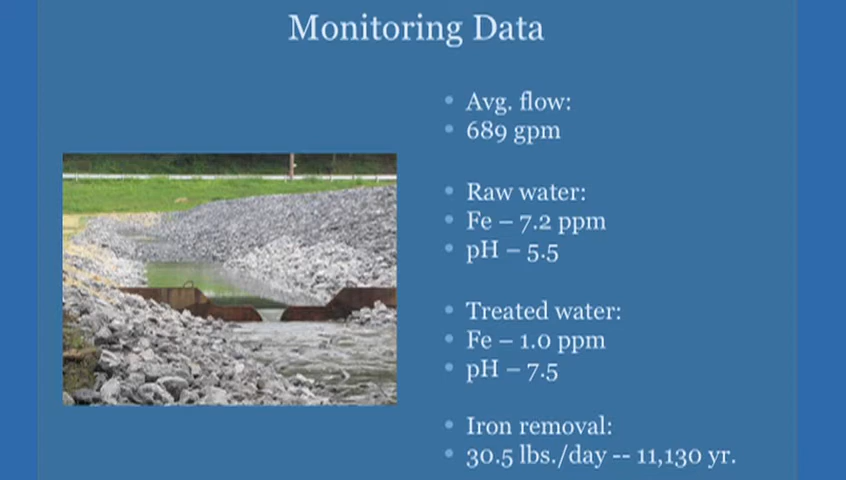 Monitoring Data
Avg. flow:
689 gpm
Raw water:
Fe – 7.2 ppm
pH – 5.5
Treated water:
Fe – 1.0 ppm
pH – 7.5
Iron removal:
30.5 lbs./day -- 11,130 yr.